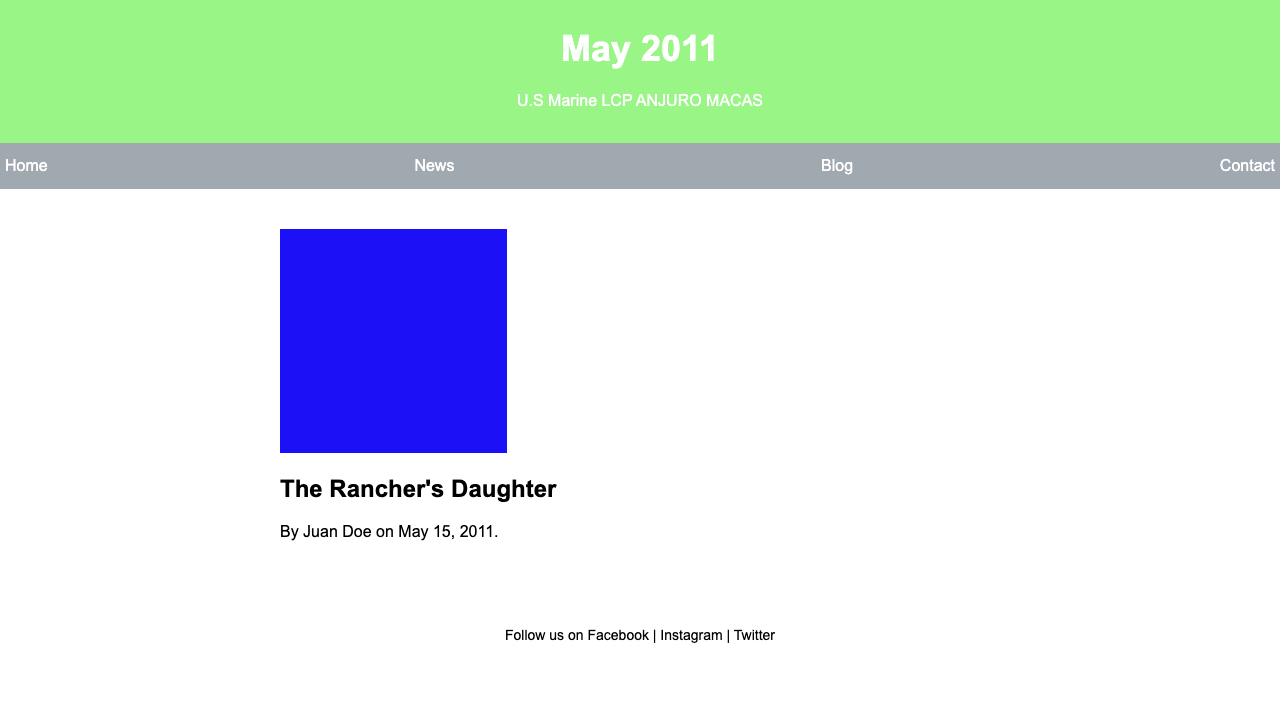 May 2011
U.S Marine LCP ANJURO MACAS
Home News Blog Contact
The Rancher's Daughter
By Juan Doe on May 15, 2011.
Follow us on Facebook | Instagram | Twitter